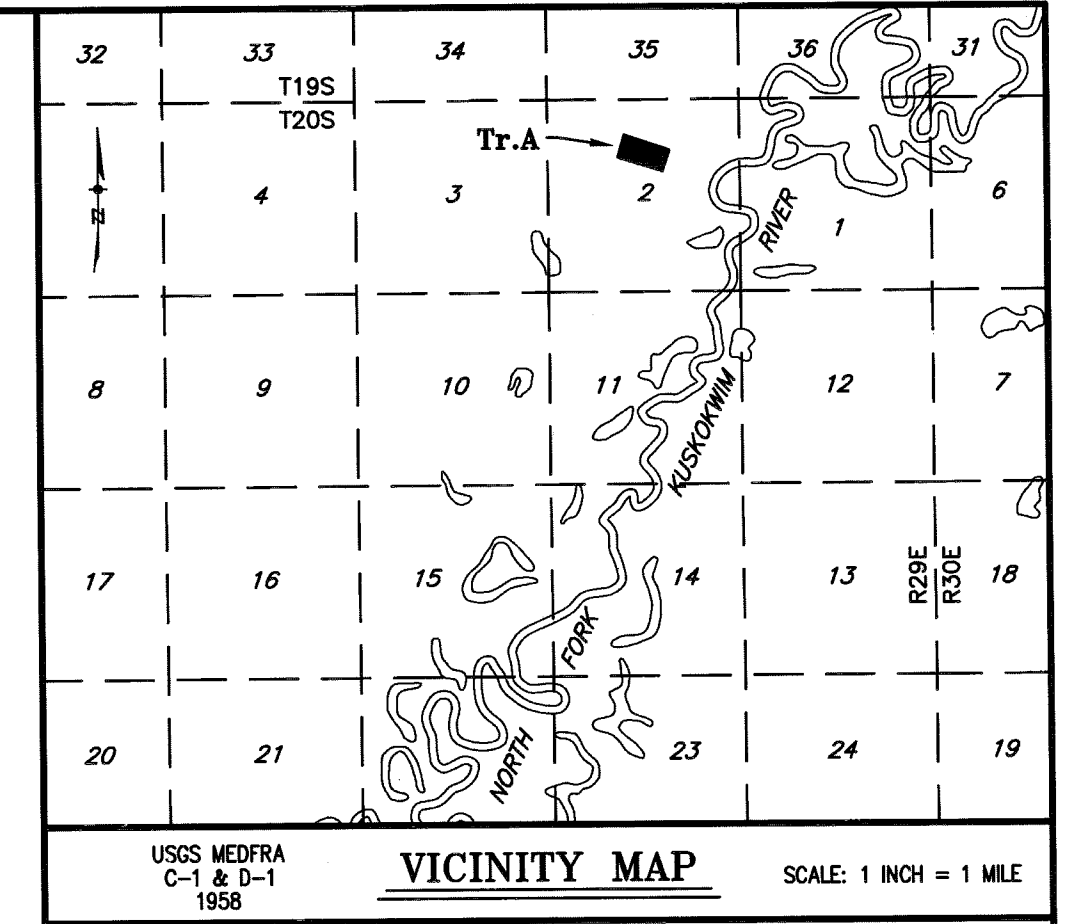 32 33 34 35 36 31
T19S
T20S
Tr.A
N
4 3 2 1 6
RIVER
8 9 10 11 12 7
KUSKOKWIM
17 16 15 14 13 18
R29E
R30E
FORK
20 21 23 24 19
NORTH
USGS MEDFRA
C-1 & D-1
1958
VICINITY MAP
SCALE: 1 INCH = 1 MILE